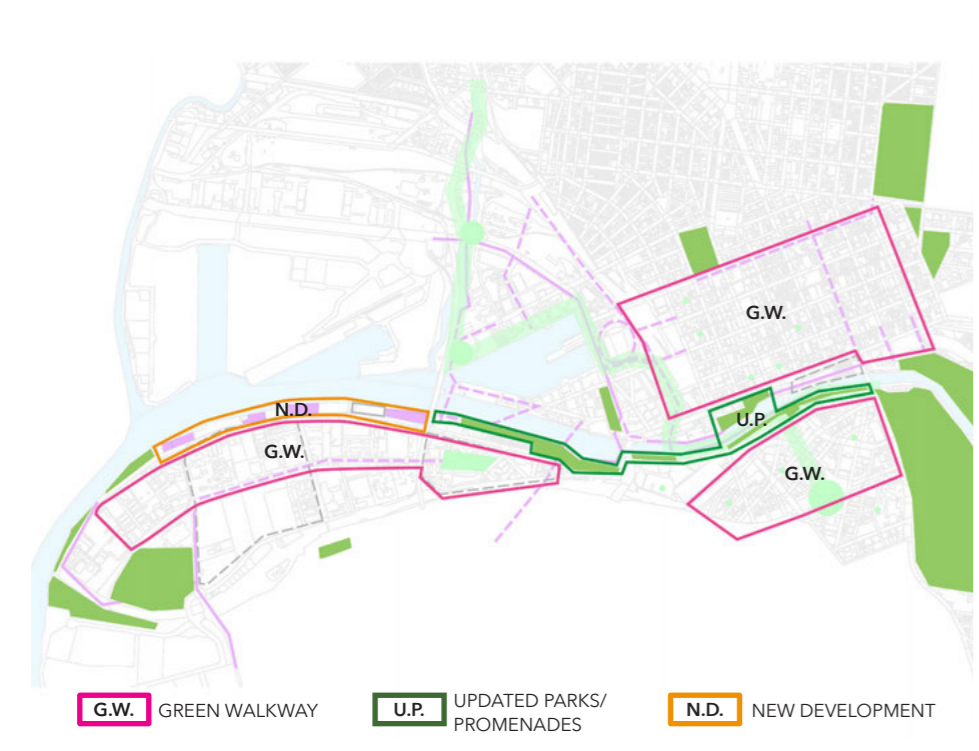 G.W.
N.D.
U.P.
G.W.
G.W.
G.W. GREEN WALKWAY
U.P. UPDATED PARKS/
PROMENADES
N.D. NEW DEVELOPMENT